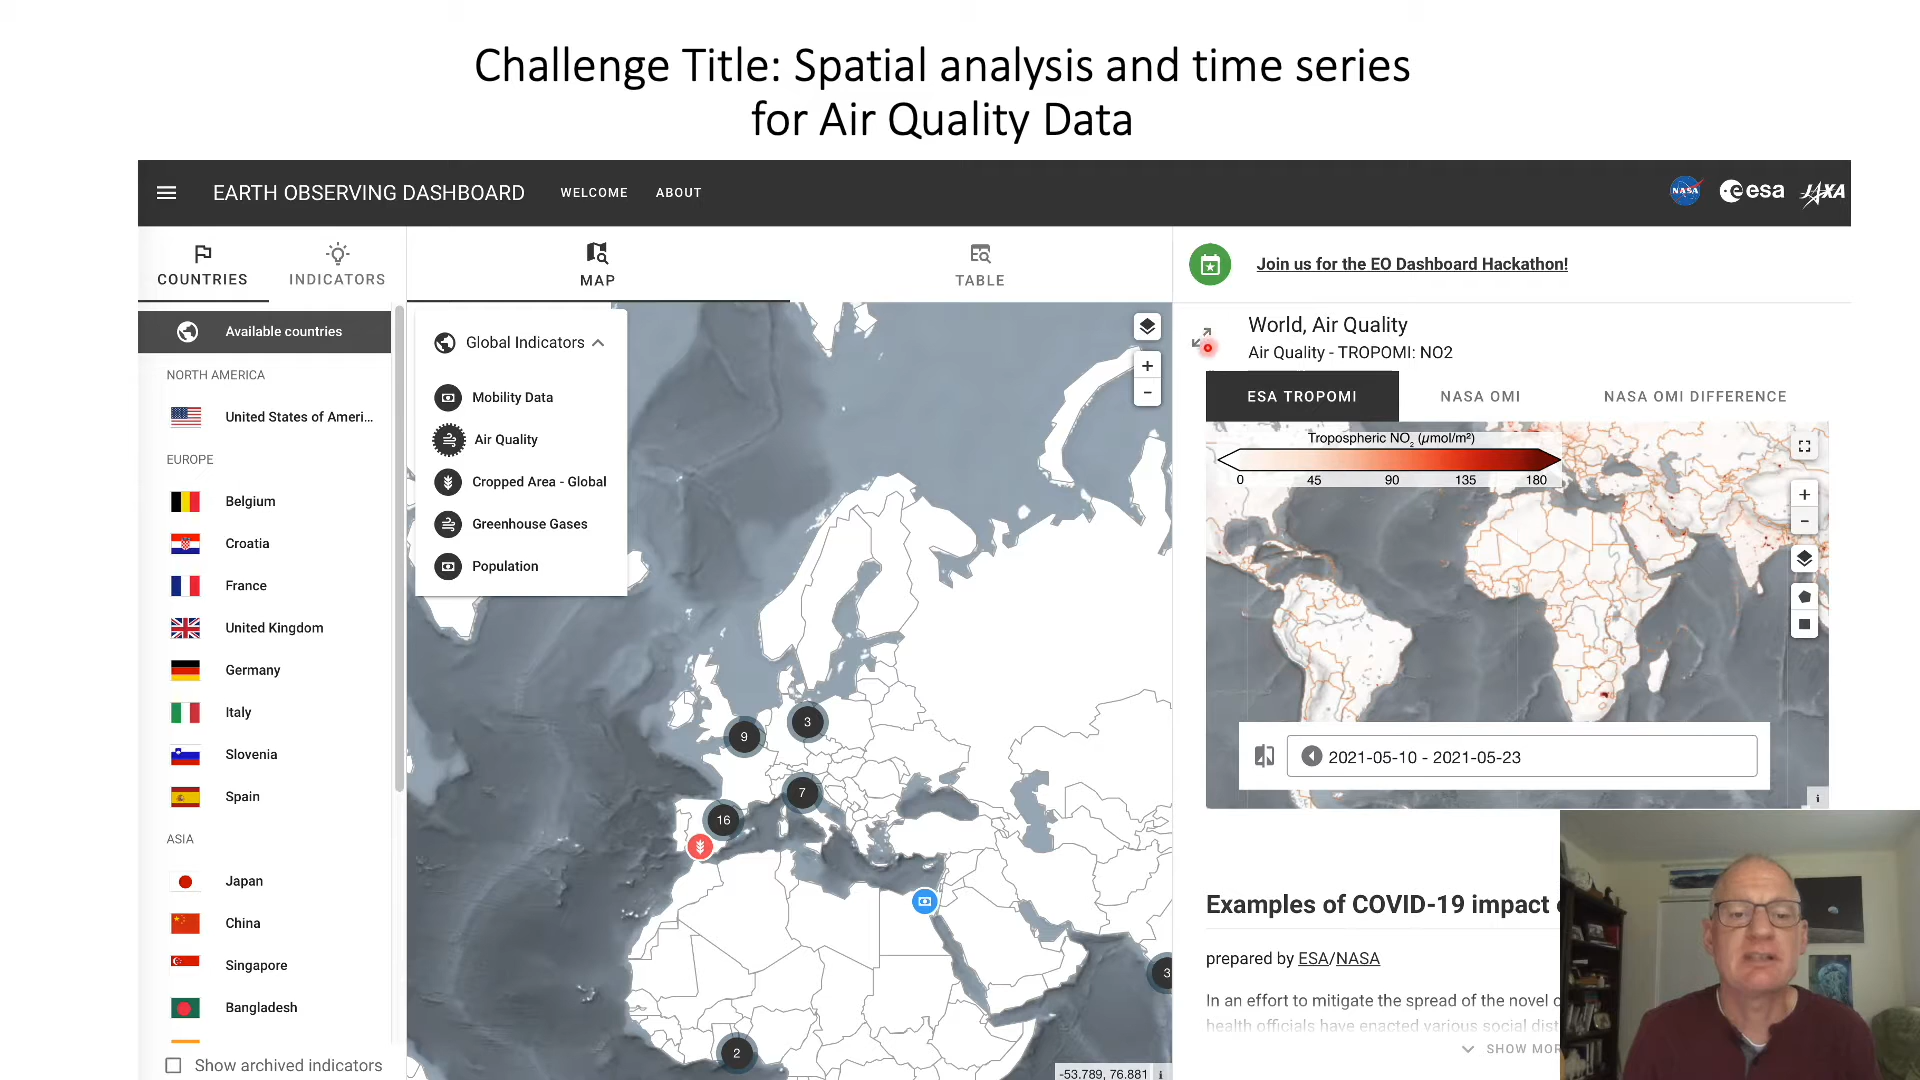 Challenge Title: Spatial analysis and time series
for Air Quality Data
EARTH OBSERVING DASHBOARD
WELCOME
ABOUT
NASA
esa
JAXA
COUNTRIES
INDICATORS
Available countries
NORTH AMERICA
United States of Ameri...
EUROPE
Belgium
Croatia
France
United Kingdom
Germany
Italy
Slovenia
Spain
ASIA
Japan
China
Singapore
Bangladesh
Show archived indicators
MAP
TABLE
Global Indicators
Mobility Data
Air Quality
Cropped Area - Global
Greenhouse Gases
Population
+
-
9
3
7
16
3
2
-53.789, 76.881
i
Join us for the EO Dashboard Hackathon!
World, Air Quality
Air Quality - TROPOMI: NO2
ESA TROPOMI
NASA OMI
NASA OMI DIFFERENCE
Tropospheric NO₂ (µmol/m²)
0 45 90 135 180
+
-
2021-05-10 - 2021-05-23
i
Examples of COVID-19 impact
prepared by ESA/NASA
In an effort to mitigate the spread of the novel
health officials have enacted various social dist
SHOW MOR